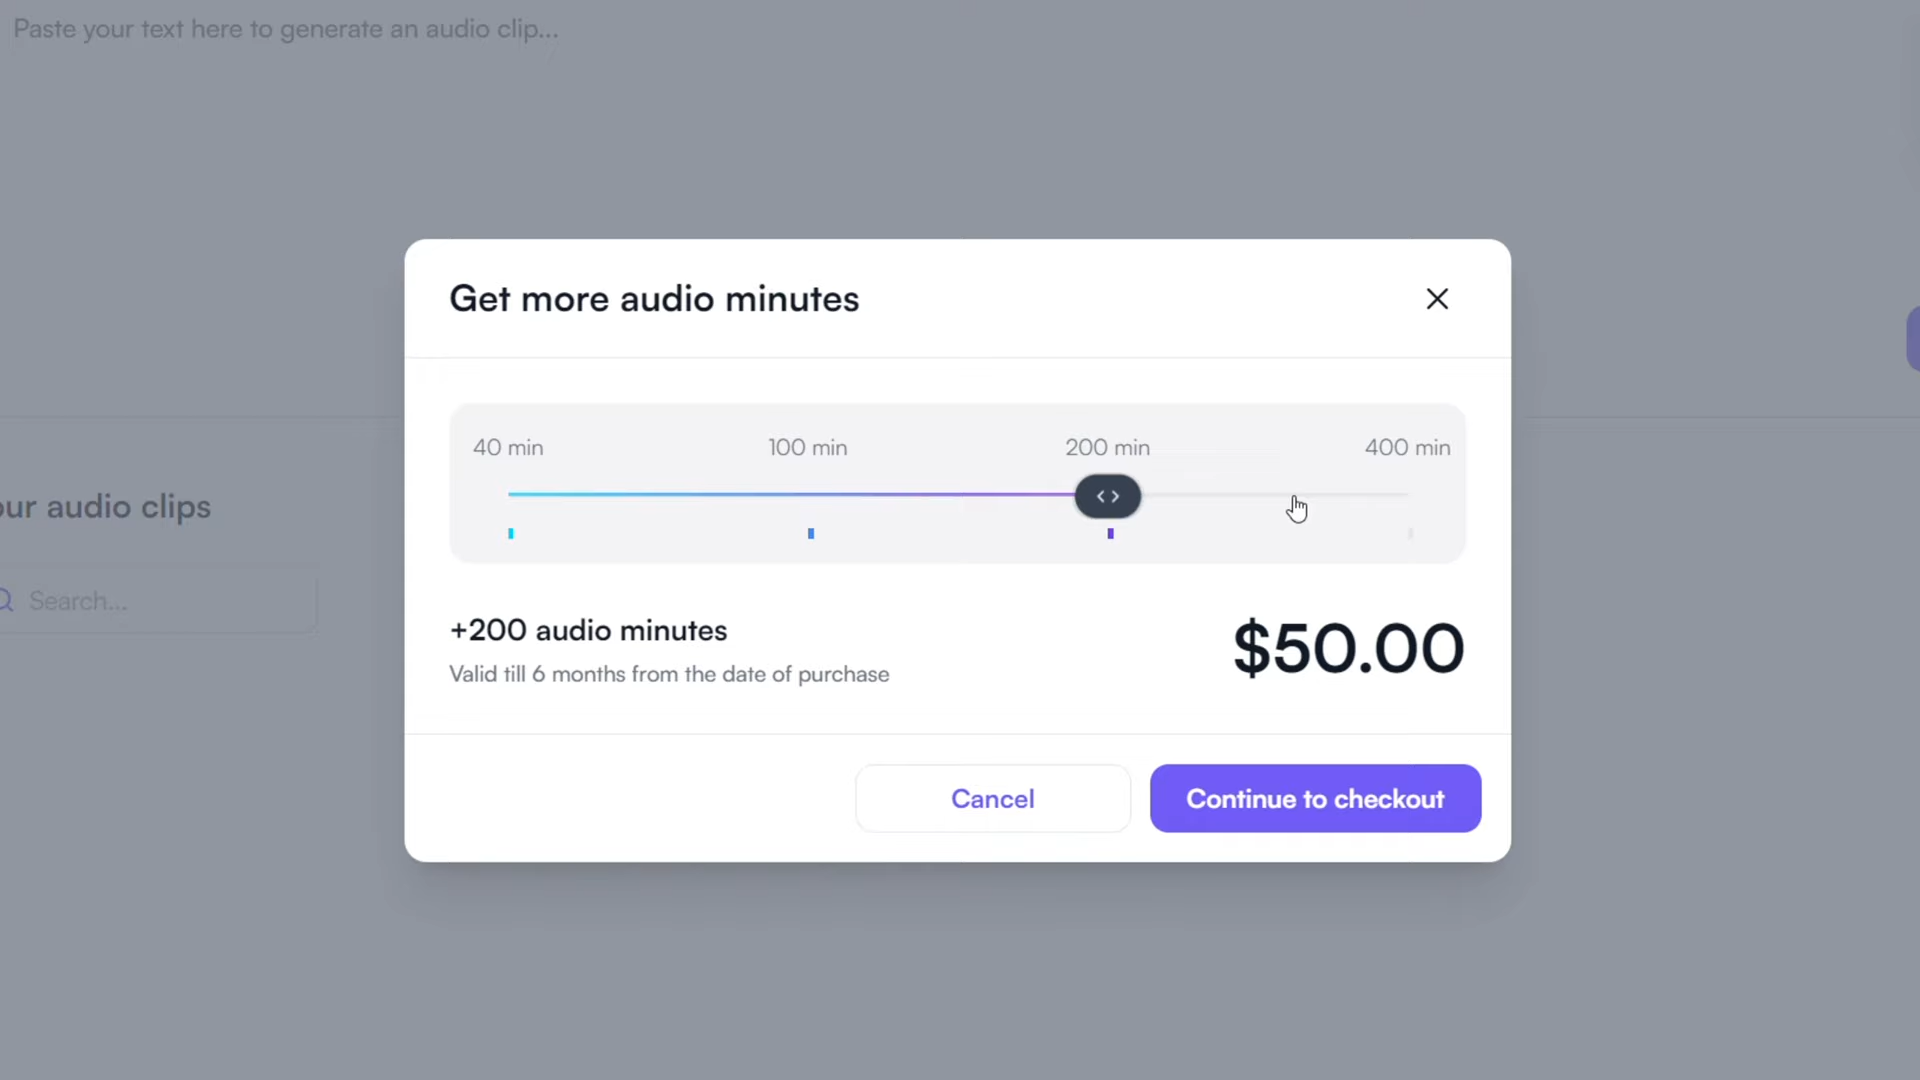 Paste your text here to generate an audio clip...
Get more audio minutes
40 min
100 min
200 min
400 min
our audio clips
Search...
+200 audio minutes
$50.00
Valid till 6 months from the date of purchase
Cancel
Continue to checkout